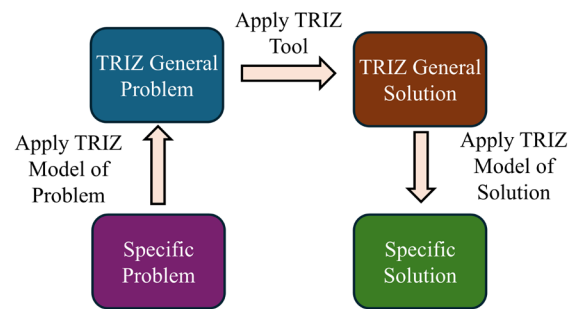 Apply TRIZ
Tool
TRIZ General
Problem
TRIZ General
Solution
Apply TRIZ
Model of
Problem
Apply TRIZ
Model of
Solution
Specific
Problem
Specific
Solution